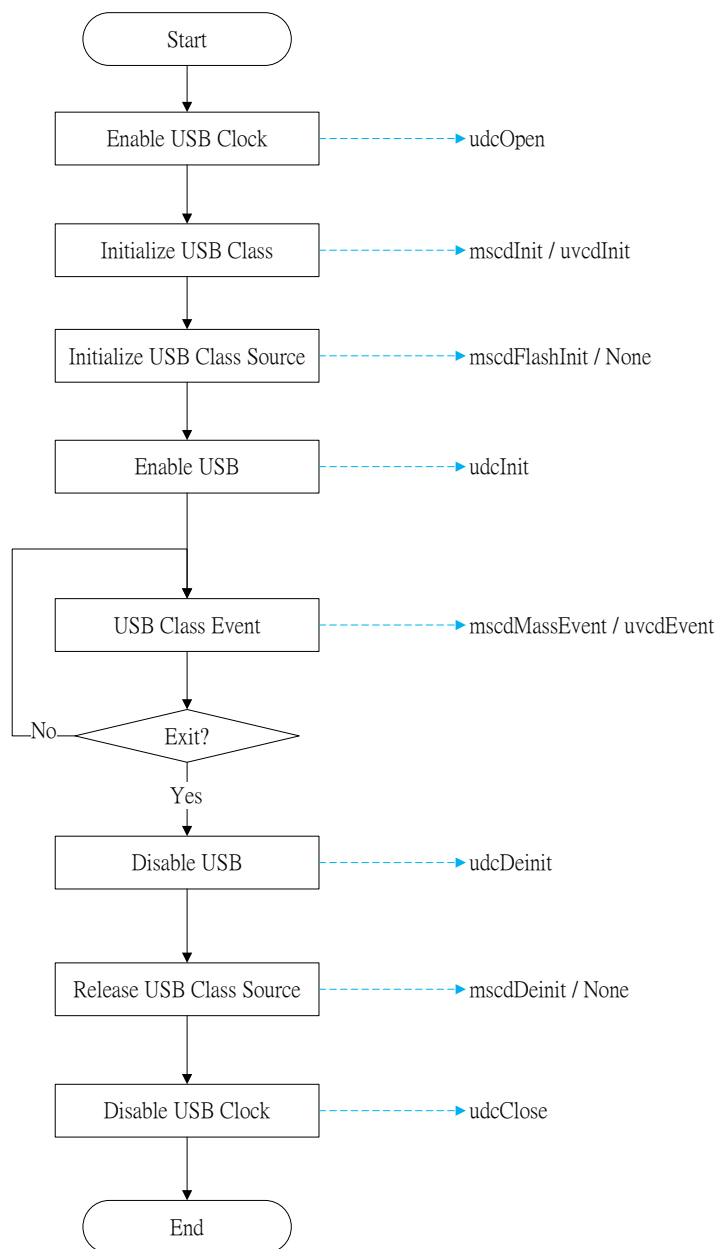 Start
Enable USB Clock
udcOpen
Initialize USB Class
mscdInit / uvcdInit
Initialize USB Class Source
mscdFlashInit / None
Enable USB
udcInit
USB Class Event
mscdMassEvent / uvcdEvent
No
Exit?
Yes
Disable USB
udcDeinit
Release USB Class Source
mscdDeinit / None
Disable USB Clock
udcClose
End